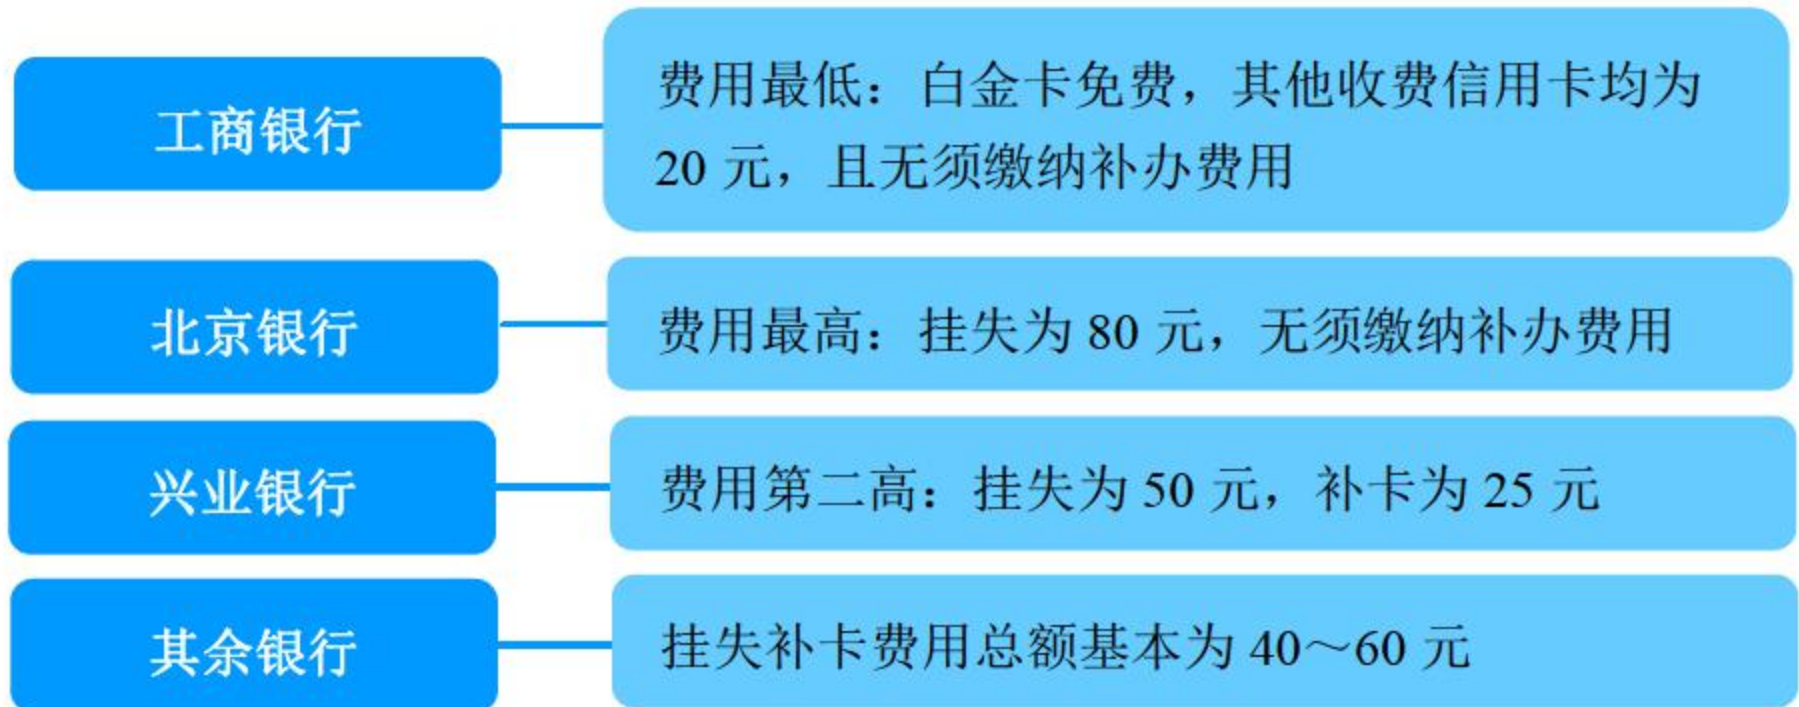 工商银行
费用最低：白金卡免费，其他收费信用卡均为
20 元，且无须缴纳补办费用
北京银行
费用最高：挂失为 80 元，无须缴纳补办费用
兴业银行
费用第二高：挂失为 50 元，补卡为 25 元
其余银行
挂失补卡费用总额基本为 40～60 元